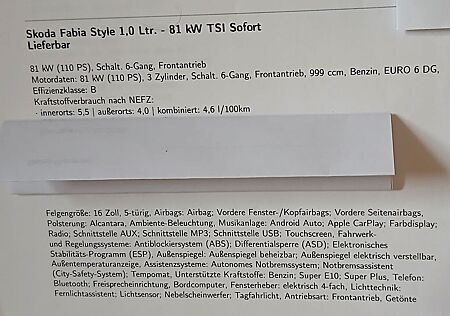 Skoda Fabia Style 1,0 Ltr. - 81 kW TSI Sofort
Lieferbar
81 kW (110 PS), Schalt. 6-Gang, Frontantrieb
Motordaten: 81 kW (110 PS), 3 Zylinder, Schalt. 6-Gang, Frontantrieb, 999 ccm, Benzin, EURO 6 DG,
Effizienzklasse: B
Kraftstoffverbrauch nach NEFZ:
- innerorts: 5,5 | außerorts: 4,0 | kombiniert: 4,6 l/100km
Felgengröße: 16 Zoll, 5-türig, Airbags: Airbag; Vordere Fenster-/Kopfairbags; Vordere Seitenairbags,
Polsterung: Alcantara, Ambiente-Beleuchtung, Musikanlage: Android Auto; Apple CarPlay; Farbdisplay;
Radio; Schnittstelle AUX; Schnittstelle MP3; Schnittstelle USB; Touchscreen, Fahrwerk-
und Regelungssysteme: Antiblockiersystem (ABS); Differentialsperre (ASD); Elektronisches
Stabilitäts-Programm (ESP), Außenspiegel: Außenspiegel beheizbar; Außenspiegel elektrisch verstellbar,
Außentemperaturanzeige, Assistenzsysteme: Autonomes Notbremssystem; Notbremsassistent
(City-Safety-System); Tempomat, Unterstützte Kraftstoffe: Benzin; Super E10; Super Plus, Telefon:
Bluetooth, Freisprecheinrichtung, Bordcomputer, Fensterheber: elektrisch 4-fach, Lichttechnik:
Fernlichtassistent; Lichtsensor; Nebelscheinwerfer; Tagfahrlicht, Antriebsart: Frontantrieb, Getönte